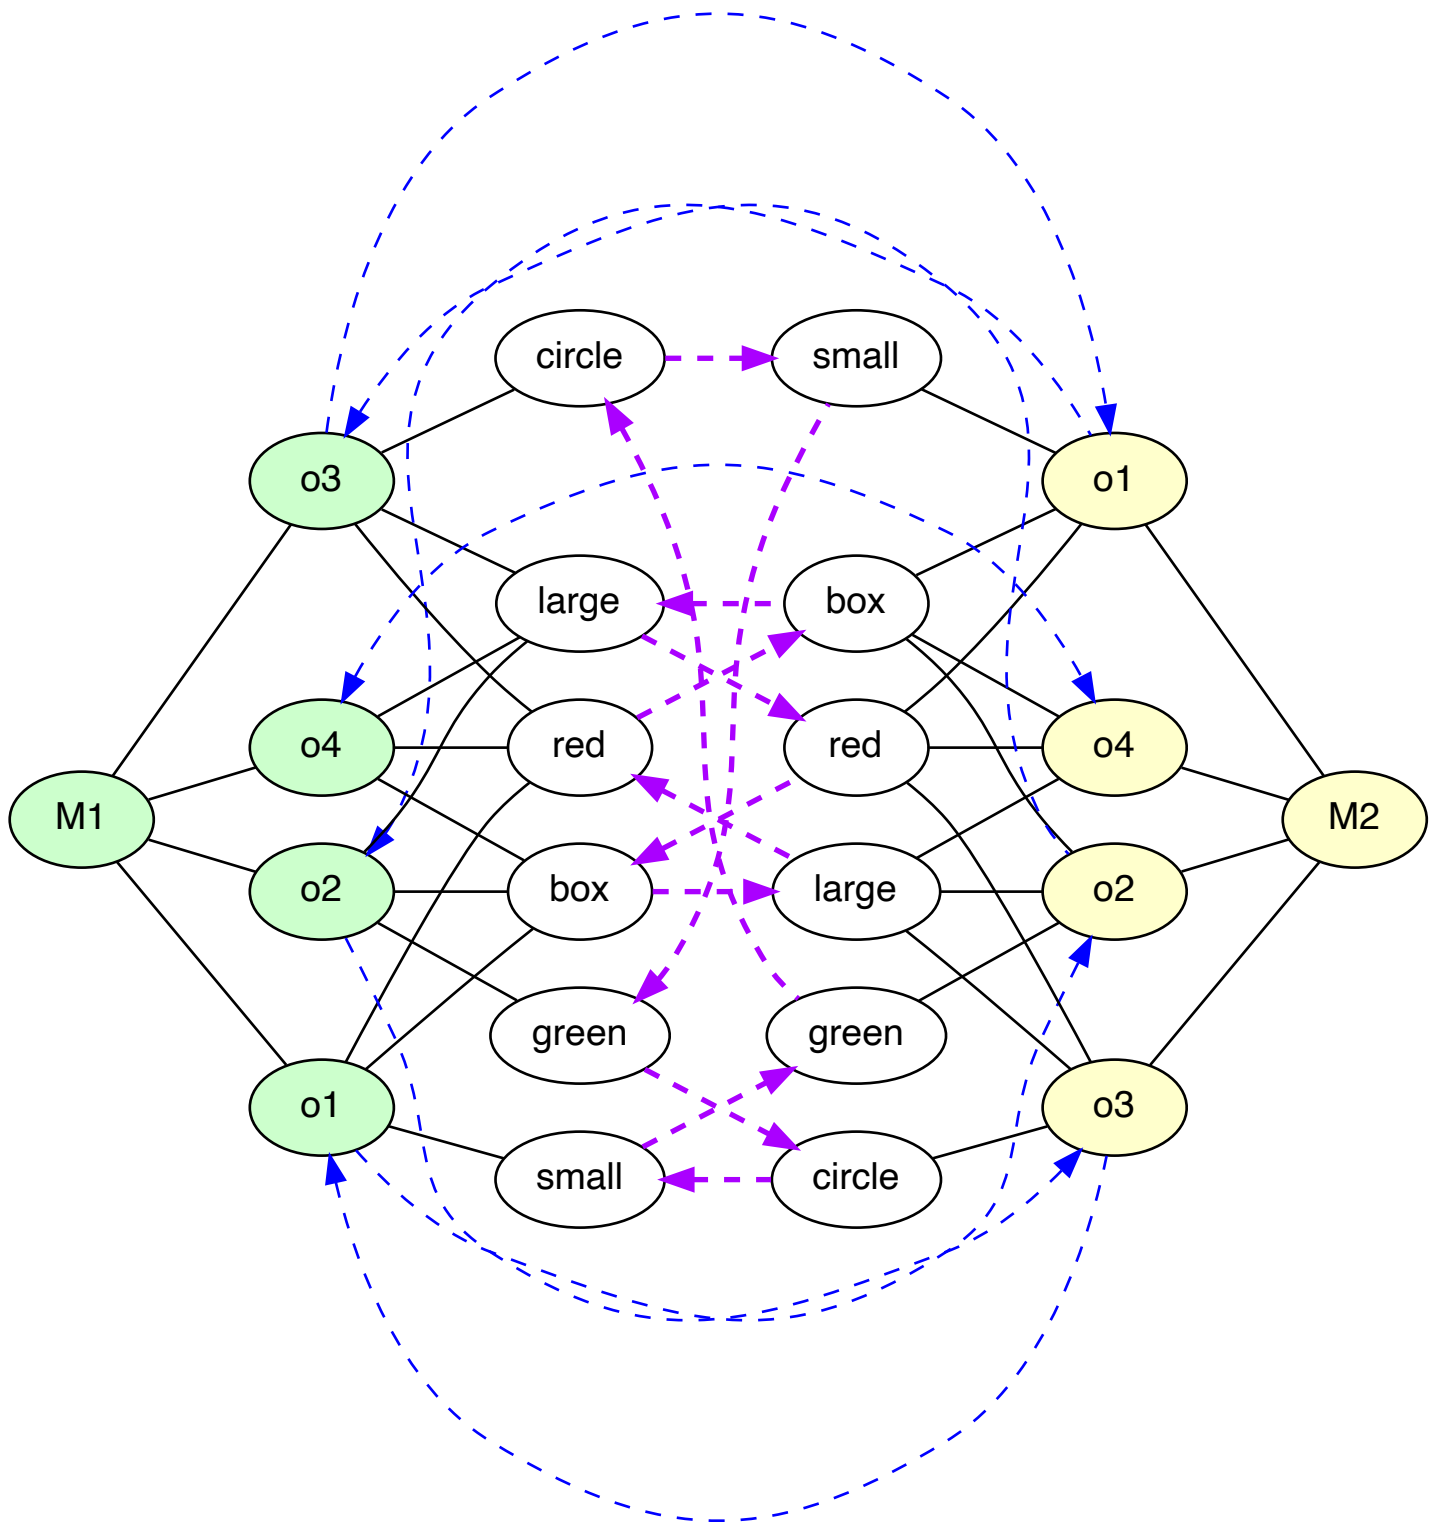 circle
small
o3
o1
large
box
o4
red
red
o4
M1
M2
o2
box
large
o2
green
green
o1
o3
small
circle